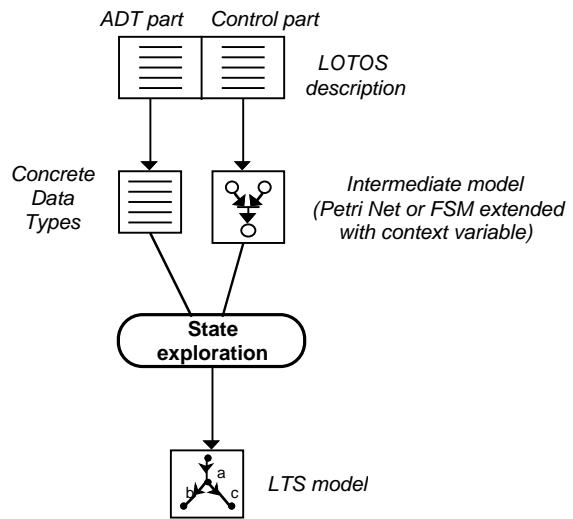 ADT part
Control part
LOTOS
description
Concrete
Data
Types
Intermediate model
(Petri Net or FSM extended
with context variable)
State
exploration
a
b
c
LTS model